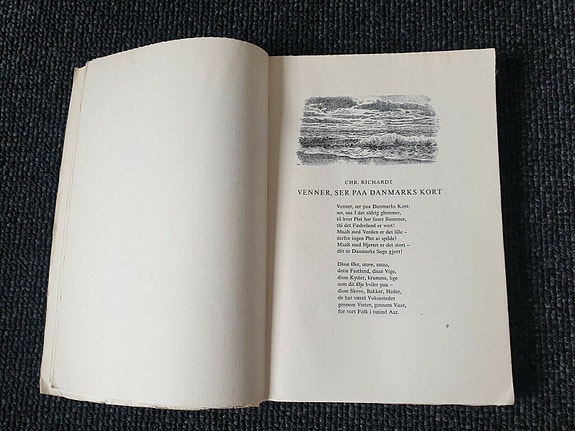 CHR. RICHARDT
VENNER, SER PAA DANMARKS KORT
Venner, ser paa Danmarks Kort,
ser, saa I det aldrig glemmer,
til hver Plet har faaet Stemmer,
thi det Fædreland er vort!
Maalt med Verden er det lille –
derfor ingen Plet at spilde!
Maalt med Hjertet er det stort –
dér er Danmarks Saga gjort!
Disse Øer, store, smaa,
dette Fastland, disse Vige,
disse Kyster, krumme, lige
som dit Øje hviler paa –
disse Skove, Bakker, Heder,
de har været Voksesteder
gennem Vinter, gennem Vaar,
for vort Folk i tusind Aar.
9